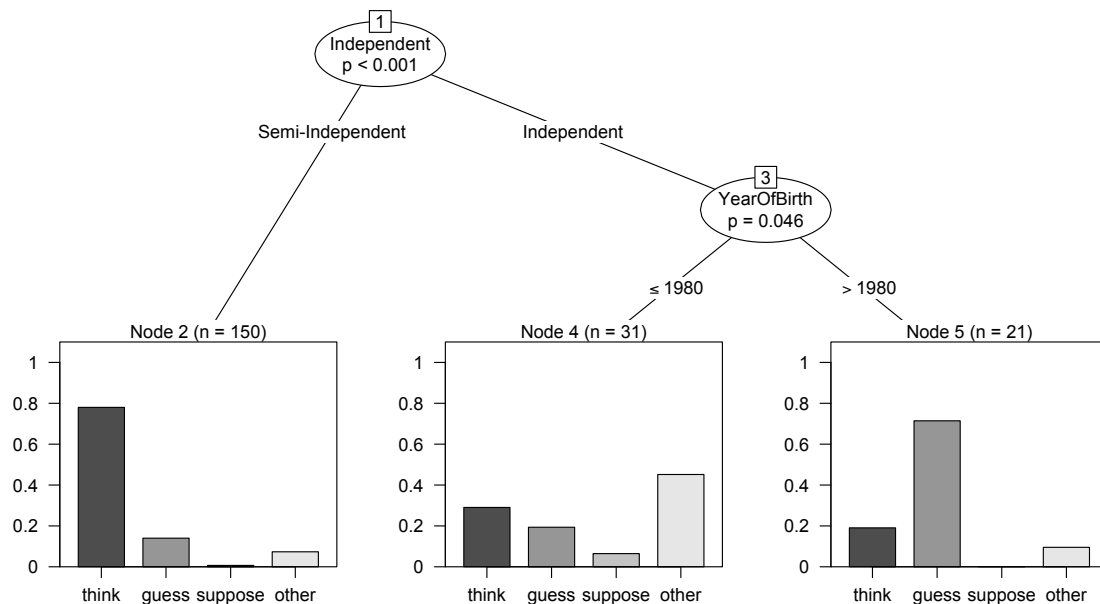 1
Independent
p < 0.001
Semi-Independent
Independent
3
YearOfBirth
p = 0.046
≤ 1980
> 1980
Node 2 (n = 150)
1
0.8
0.6
0.4
0.2
0
think guess suppose other
Node 4 (n = 31)
1
0.8
0.6
0.4
0.2
0
think guess suppose other
Node 5 (n = 21)
1
0.8
0.6
0.4
0.2
0
think guess suppose other